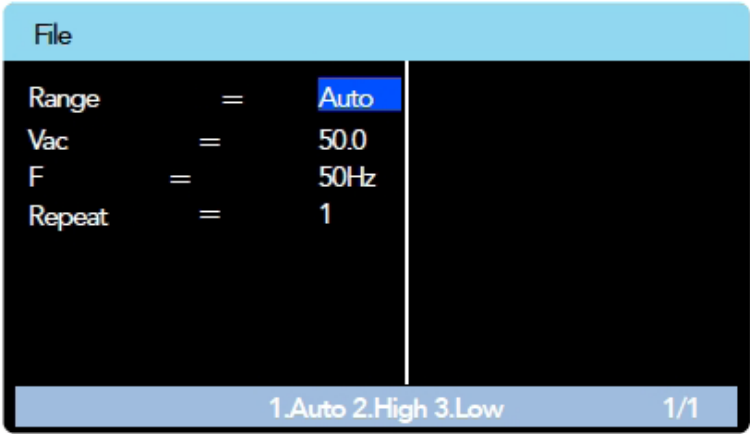 File
Range = Auto
Vac = 50.0
F = 50Hz
Repeat = 1
1.Auto 2.High 3.Low 1/1